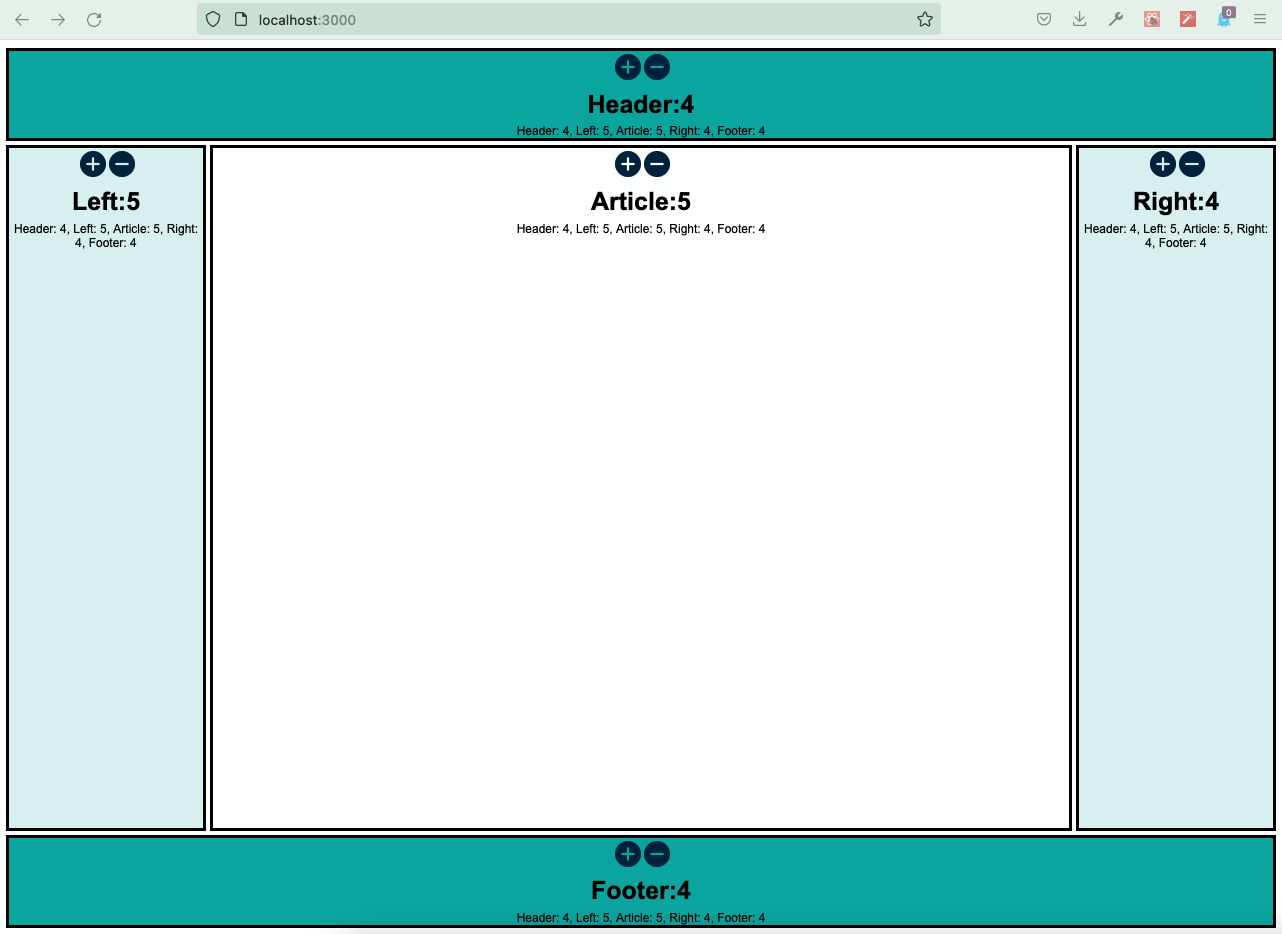 localhost:3000
0
Header:4
Header: 4, Left: 5, Article: 5, Right: 4, Footer: 4
Left:5
Header: 4, Left: 5, Article: 5, Right:
4, Footer: 4
Article:5
Header: 4, Left: 5, Article: 5, Right: 4, Footer: 4
Right:4
Header: 4, Left: 5, Article: 5, Right:
4, Footer: 4
Footer:4
Header: 4, Left: 5, Article: 5, Right: 4, Footer: 4